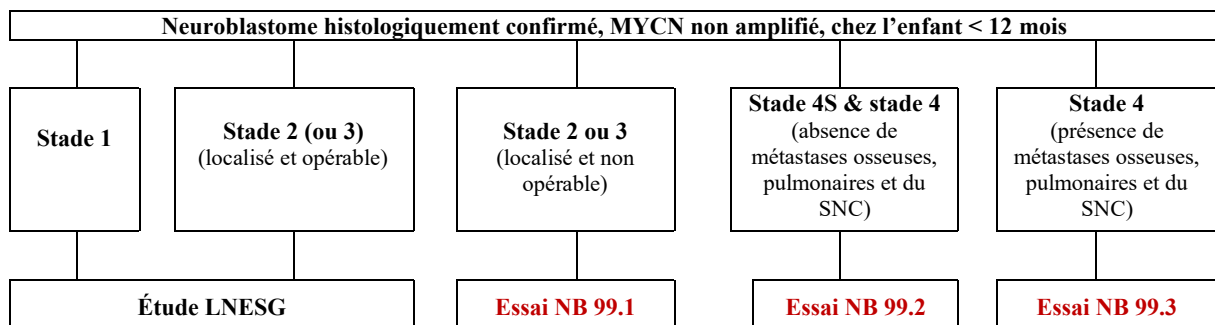 Neuroblastome histologiquement confirmé, MYCN non amplifié, chez l’enfant < 12 mois
Stade 1
Stade 2 (ou 3)
(localisé et opérable)
Stade 2 ou 3
(localisé et non
opérable)
Stade 4S & stade 4
(absence de
métastases osseuses,
pulmonaires et du
SNC)
Stade 4
(présence de
métastases osseuses,
pulmonaires et du
SNC)
Étude LNESG
Essai NB 99.1
Essai NB 99.2
Essai NB 99.3